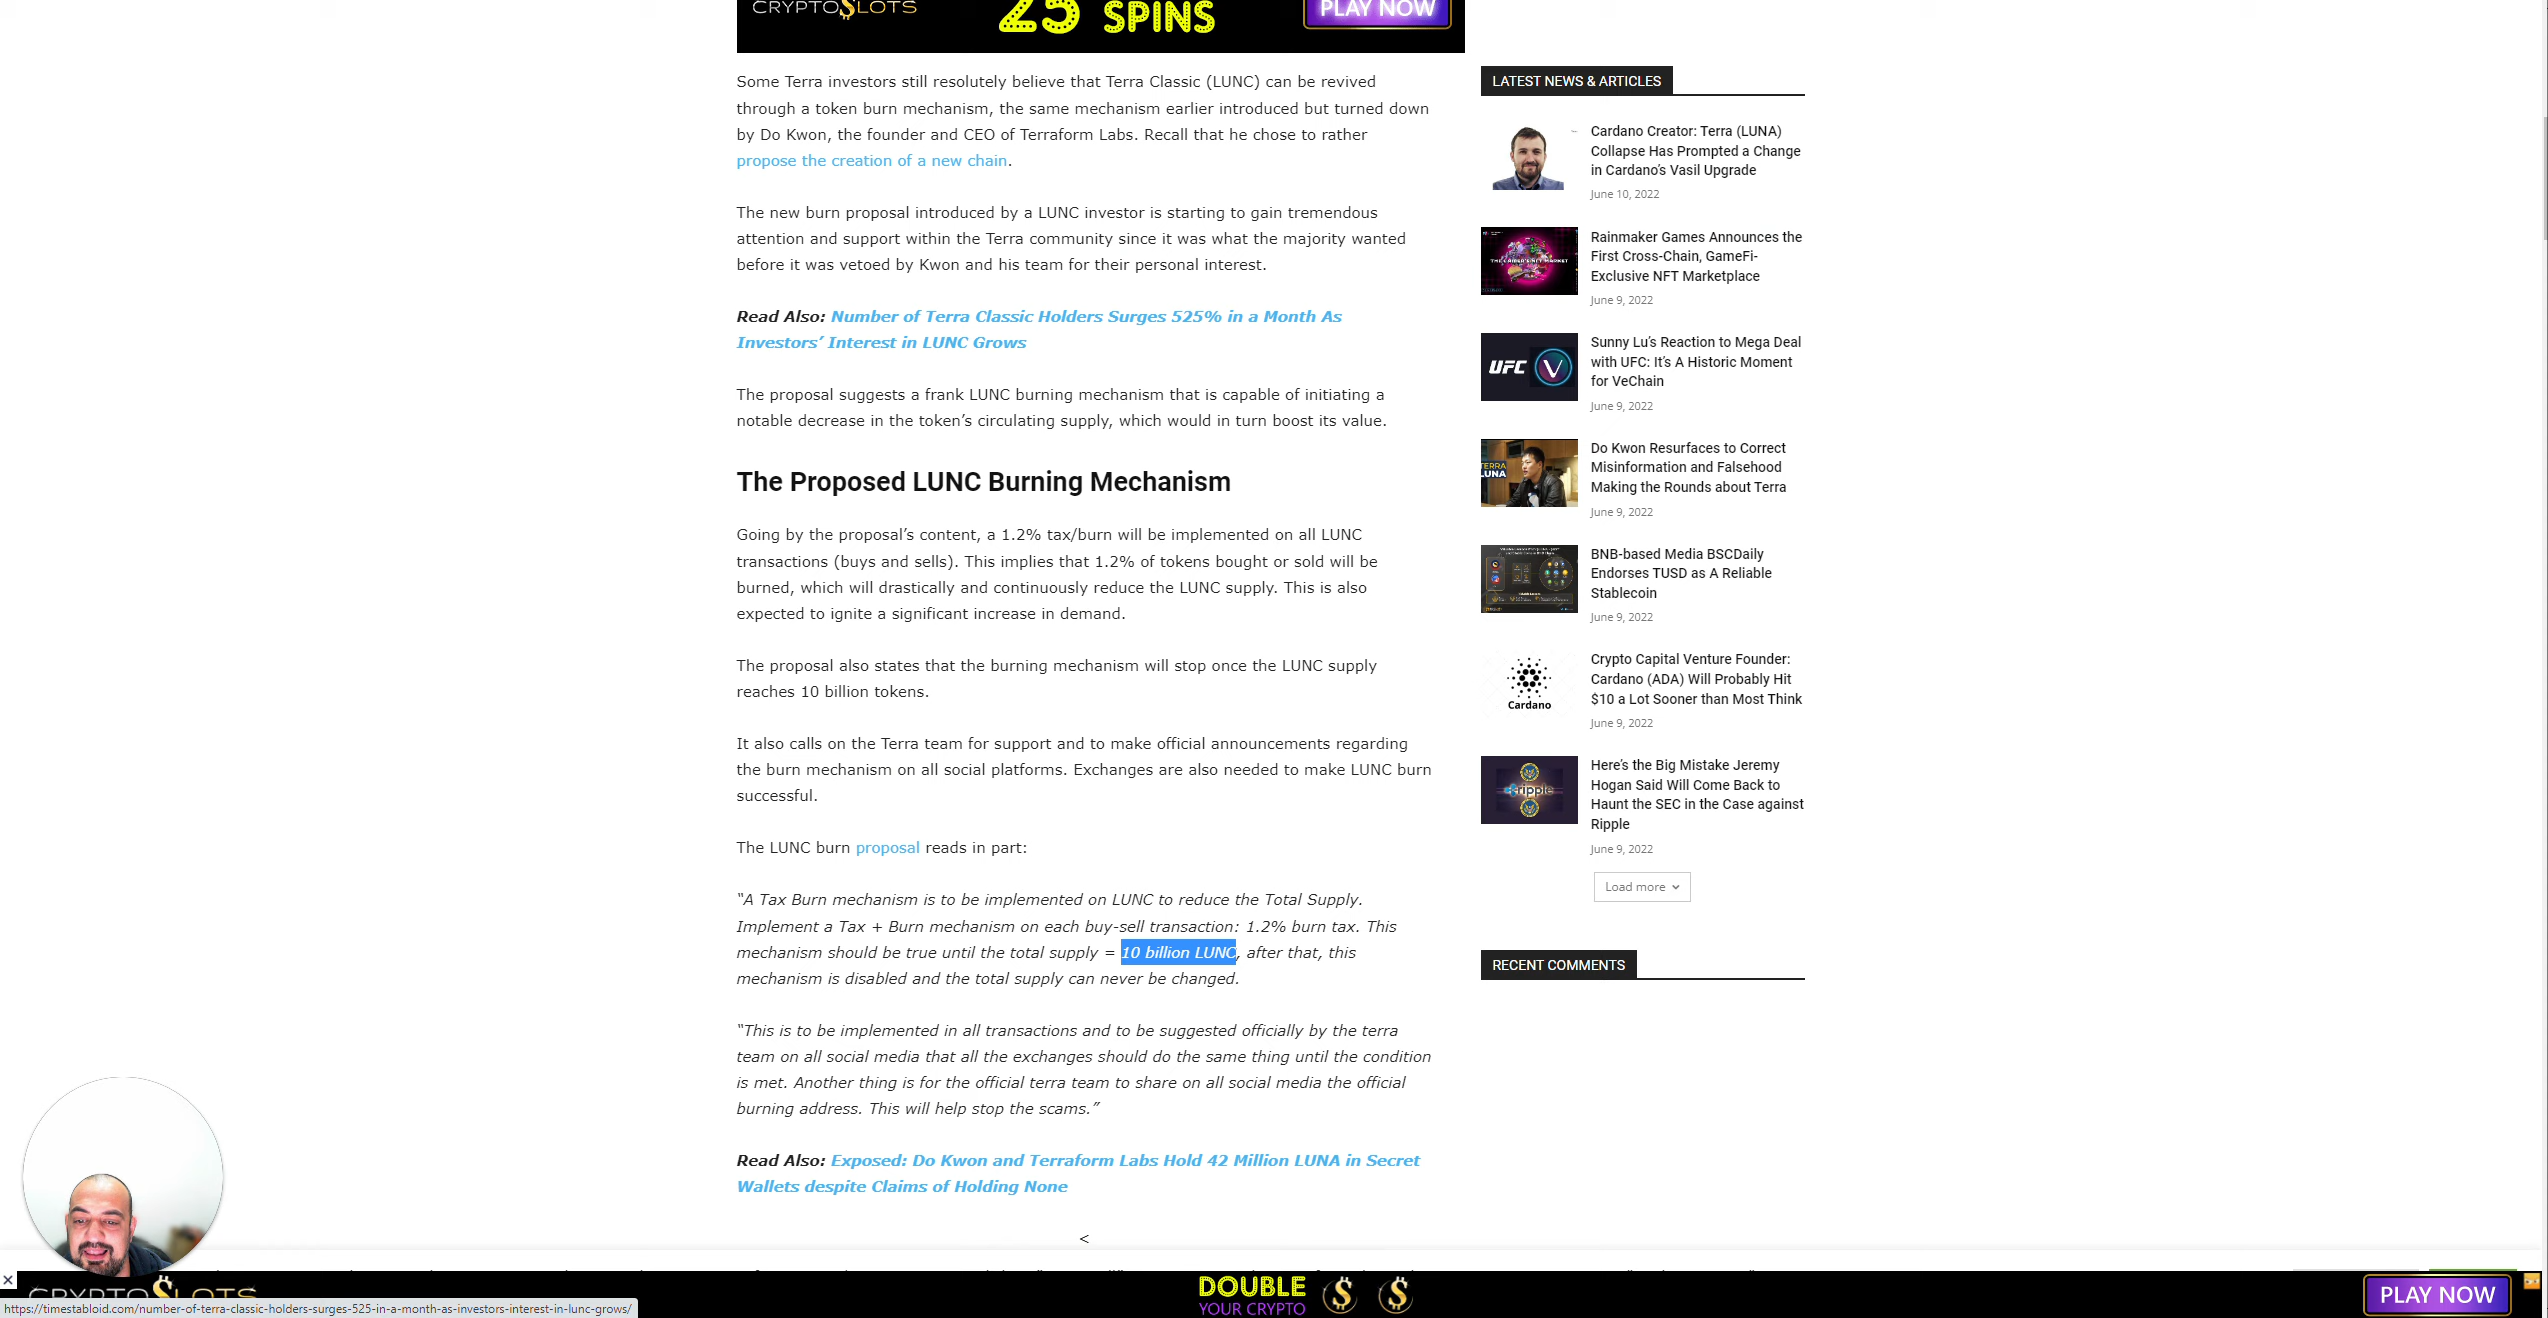 CRYPTOSLOTS
25 SPINS
PLAY NOW
Some Terra investors still resolutely believe that Terra Classic (LUNC) can be revived
through a token burn mechanism, the same mechanism earlier introduced but turned down
by Do Kwon, the founder and CEO of Terraform Labs. Recall that he chose to rather
propose the creation of a new chain.
The new burn proposal introduced by a LUNC investor is starting to gain tremendous
attention and support within the Terra community since it was what the majority wanted
before it was vetoed by Kwon and his team for their personal interest.
Read Also: Number of Terra Classic Holders Surges 525% in a Month As
Investors’ Interest in LUNC Grows
The proposal suggests a frank LUNC burning mechanism that is capable of initiating a
notable decrease in the token’s circulating supply, which would in turn boost its value.
The Proposed LUNC Burning Mechanism
Going by the proposal’s content, a 1.2% tax/burn will be implemented on all LUNC
transactions (buys and sells). This implies that 1.2% of tokens bought or sold will be
burned, which will drastically and continuously reduce the LUNC supply. This is also
expected to ignite a significant increase in demand.
The proposal also states that the burning mechanism will stop once the LUNC supply
reaches 10 billion tokens.
It also calls on the Terra team for support and to make official announcements regarding
the burn mechanism on all social platforms. Exchanges are also needed to make LUNC burn
successful.
The LUNC burn proposal reads in part:
“A Tax Burn mechanism is to be implemented on LUNC to reduce the Total Supply.
Implement a Tax + Burn mechanism on each buy-sell transaction: 1.2% burn tax. This
mechanism should be true until the total supply = 10 billion LUNC, after that, this
mechanism is disabled and the total supply can never be changed.
“This is to be implemented in all transactions and to be suggested officially by the terra
team on all social media that all the exchanges should do the same thing until the condition
is met. Another thing is for the official terra team to share on all social media the official
burning address. This will help stop the scams.”
Read Also: Exposed: Do Kwon and Terraform Labs Hold 42 Million LUNA in Secret
Wallets despite Claims of Holding None
<
LATEST NEWS & ARTICLES
Cardano Creator: Terra (LUNA)
Collapse Has Prompted a Change
in Cardano’s Vasil Upgrade
June 10, 2022
Rainmaker Games Announces the
First Cross-Chain, GameFi-
Exclusive NFT Marketplace
June 9, 2022
UFC
Sunny Lu’s Reaction to Mega Deal
with UFC: It’s A Historic Moment
for VeChain
June 9, 2022
TERRA
LUNA
Do Kwon Resurfaces to Correct
Misinformation and Falsehood
Making the Rounds about Terra
June 9, 2022
BNB-based Media BSCDaily
Endorses TUSD as A Reliable
Stablecoin
June 9, 2022
Cardano
Crypto Capital Venture Founder:
Cardano (ADA) Will Probably Hit
$10 a Lot Sooner than Most Think
June 9, 2022
ripple
Here’s the Big Mistake Jeremy
Hogan Said Will Come Back to
Haunt the SEC in the Case against
Ripple
June 9, 2022
Load more
RECENT COMMENTS
CRYPTOSLOTS
DOUBLE
YOUR CRYPTO
PLAY NOW
https://timestabloid.com/number-of-terra-classic-holders-surges-525-in-a-month-as-investors-interest-in-lunc-grows/